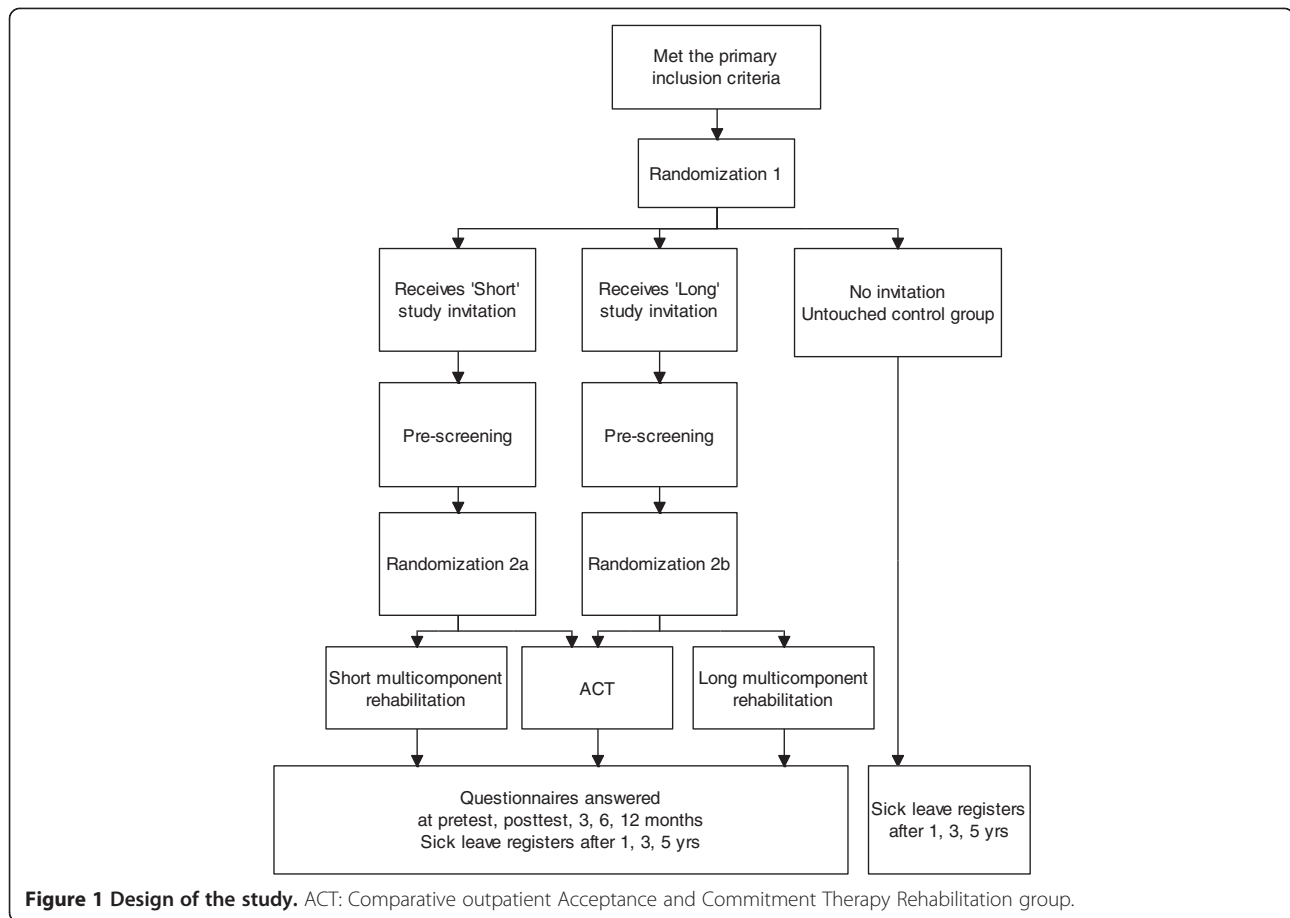 Met the primary
inclusion criteria
Randomization 1
Receives 'Short'
study invitation
Receives 'Long'
study invitation
No invitation
Untouched control group
Pre-screening
Pre-screening
Randomization 2a
Randomization 2b
Short multicomponent
rehabilitation
ACT
Long multicomponent
rehabilitation
Questionnaires answered
at pretest, posttest, 3, 6, 12 months
Sick leave registers after 1, 3, 5 yrs
Sick leave registers
after 1, 3, 5 yrs
Figure 1 Design of the study. ACT: Comparative outpatient Acceptance and Commitment Therapy Rehabilitation group.